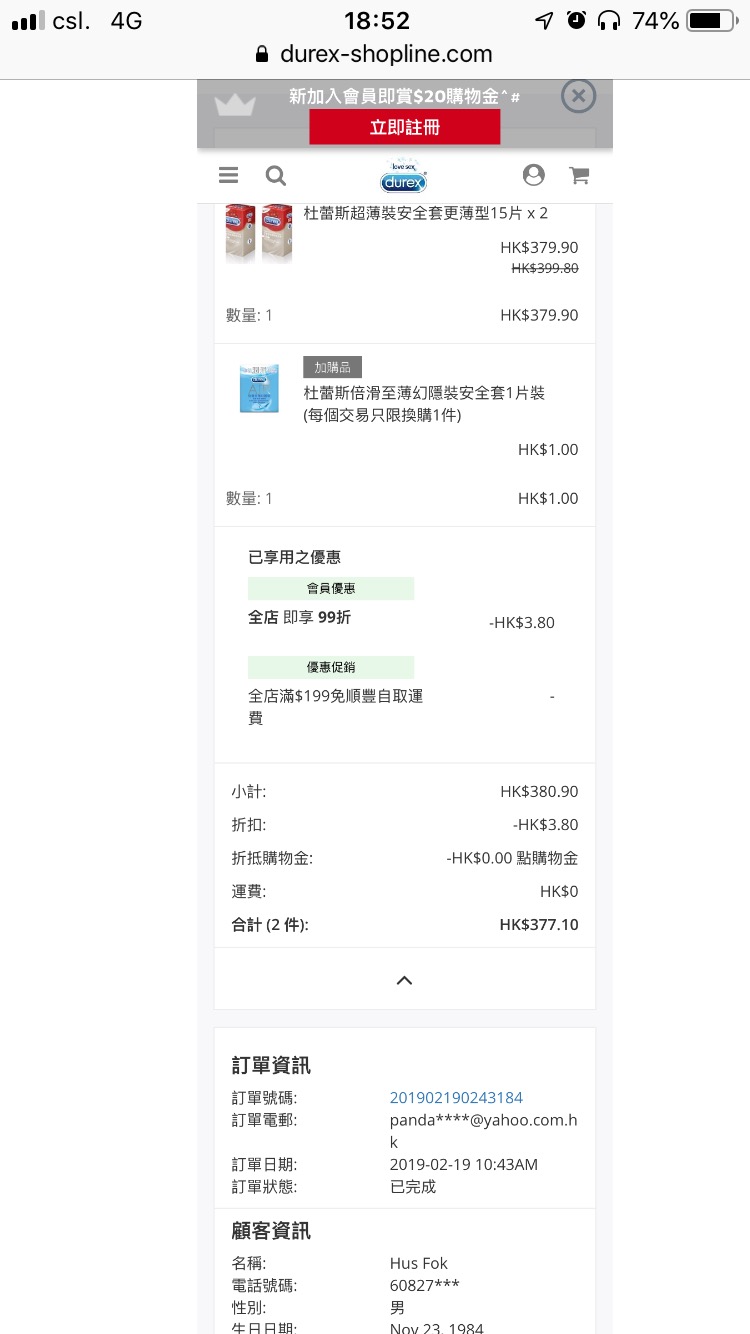 csl. 4G 18:52 74%
durex-shopline.com
新加入會員即賞$20購物金^#
立即註冊
love sex
durex
杜蕾斯超薄裝安全套更薄型15片 x 2
HK$379.90
HK$399.80
數量: 1 HK$379.90
加購品
杜蕾斯倍滑至薄幻隱裝安全套1片裝
(每個交易只限換購1件)
HK$1.00
數量: 1 HK$1.00
已享用之優惠
會員優惠
全店 即享 99折 -HK$3.80
優惠促銷
全店滿$199免順豐自取運 -
費
小計: HK$380.90
折扣: -HK$3.80
折抵購物金: -HK$0.00 點購物金
運費: HK$0
合計 (2 件): HK$377.10
訂單資訊
訂單號碼: 201902190243184
訂單電郵: panda****@yahoo.com.h
k
訂單日期: 2019-02-19 10:43AM
訂單狀態: 已完成
顧客資訊
名稱: Hus Fok
電話號碼: 60827***
性別: 男
生日日期: Nov 23, 1984